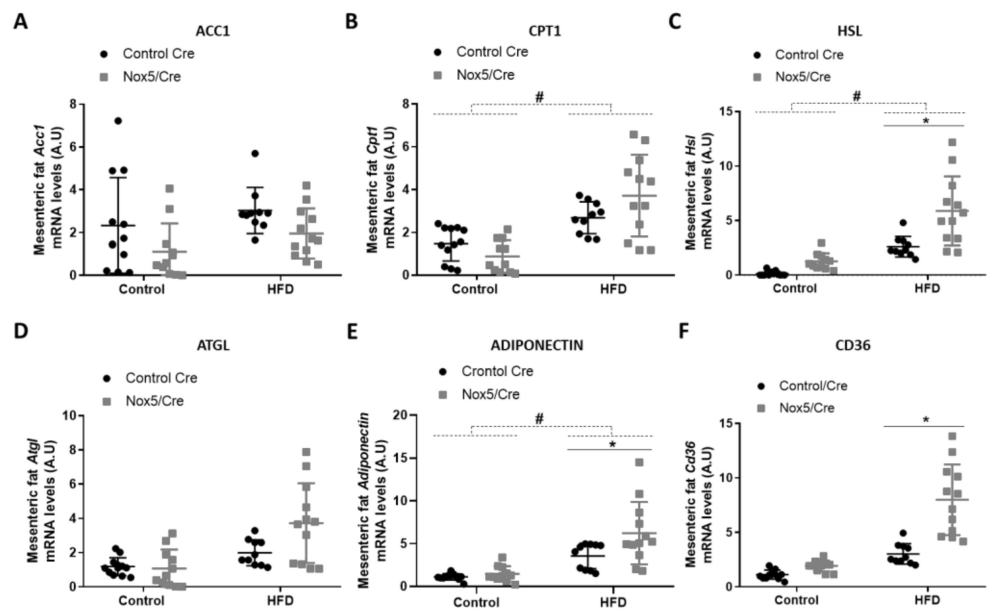 A
ACC1
Control Cre
Nox5/Cre
Mesenteric fat Acc1
mRNA levels (A.U)
8
6
4
2
0
Control
HFD
B
CPT1
Control Cre
Nox5/Cre
Mesenteric fat Cpt1
mRNA levels (A.U)
8
6
4
2
0
#
Control
HFD
C
HSL
Control Cre
Nox5/Cre
Mesenteric fat Hsl
mRNA levels (A.U)
15
10
5
0
#
*
Control
HFD
D
ATGL
Control Cre
Nox5/Cre
Mesenteric fat Atgl
mRNA levels (A.U)
10
8
6
4
2
0
Control
HFD
E
ADIPONECTIN
Crontol Cre
Nox5/Cre
Mesenteric fat Adiponectin
mRNA levels (A.U)
20
15
10
5
0
#
*
Control
HFD
F
CD36
Control/Cre
Nox5/Cre
Mesenteric fat Cd36
mRNA levels (A.U)
15
10
5
0
*
Control
HFD